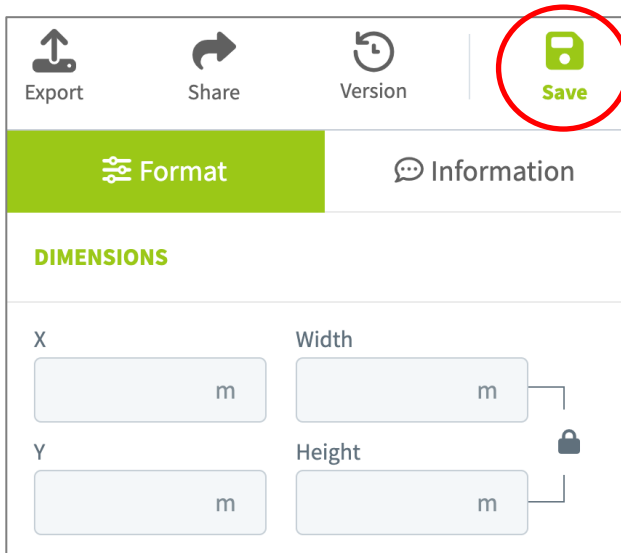 Export Share Version Save
Format Information
DIMENSIONS
X Width
m m
Y Height
m m